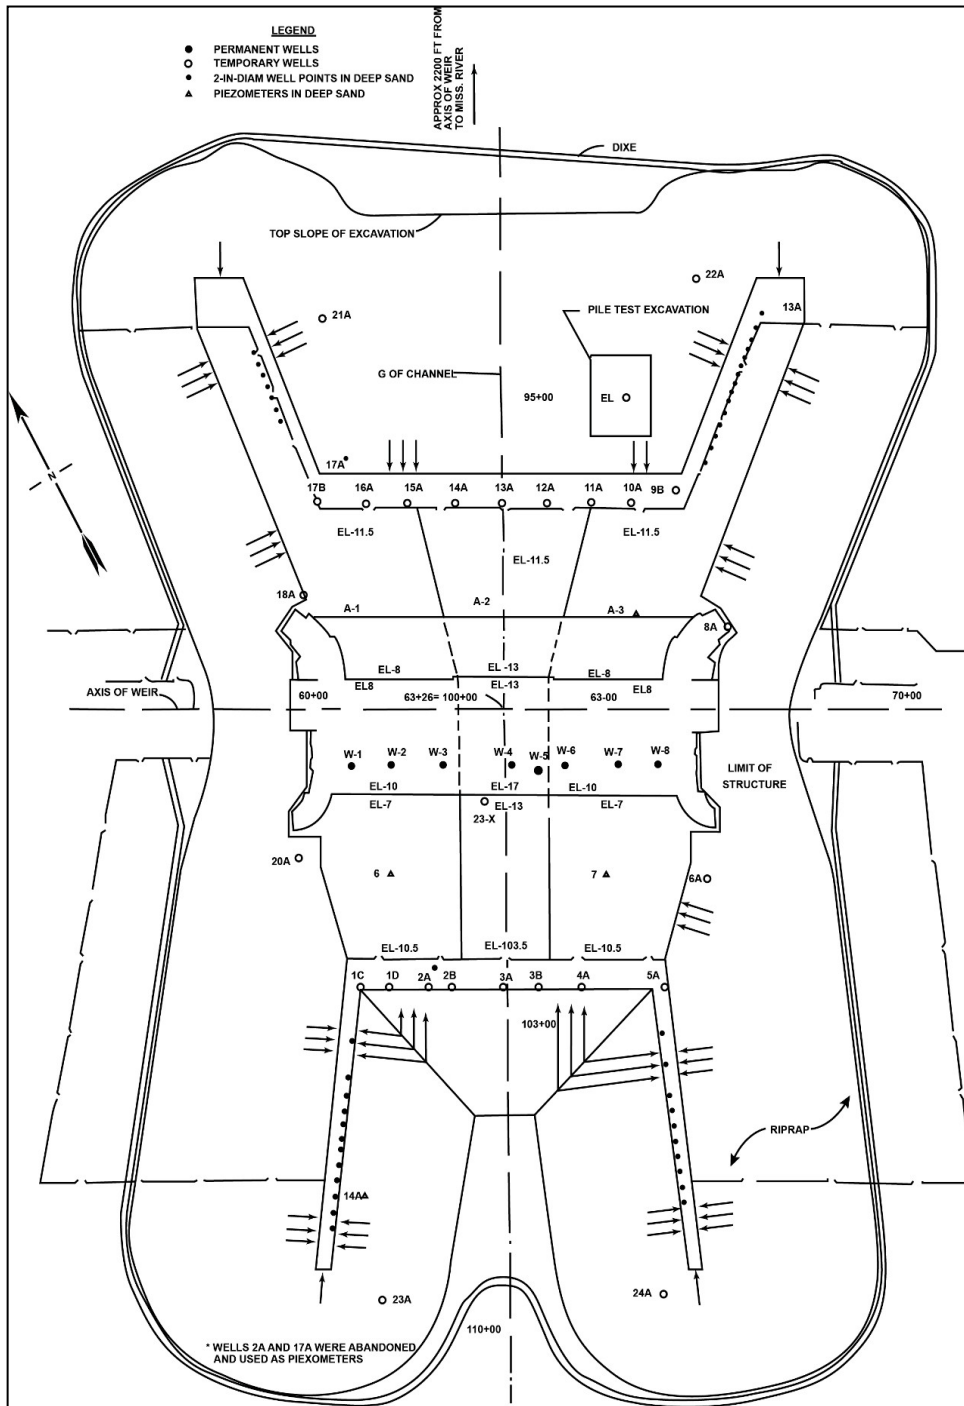 LEGEND
PERMANENT WELLS
TEMPORARY WELLS
2-IN-DIAM WELL POINTS IN DEEP SAND
PIEZOMETERS IN DEEP SAND
APPROX 2200 FT FROM
AXIS OF WEIR
TO MISS. RIVER
DIXE
TOP SLOPE OF EXCAVATION
22A
21A
PILE TEST EXCAVATION
13A
G OF CHANNEL
95+00
EL
N
17A
17B
16A
15A
14A
13A
12A
11A
10A
9B
EL-11.5
EL-11.5
EL-11.5
18A
A-1
A-2
A-3
8A
EL-8
EL -13
EL-8
EL8
EL-13
EL8
AXIS OF WEIR
60+00
63+26= 100+00
63-00
70+00
W-1
W-2
W-3
W-4
W-5
W-6
W-7
W-8
LIMIT OF
STRUCTURE
EL-10
EL-17
EL-10
EL-7
EL-13
EL-7
23-X
20A
6
7
6A
EL-10.5
EL-103.5
EL-10.5
1C
1D
2A
2B
3A
3B
4A
5A
103+00
RIPRAP
14A
23A
24A
110+00
* WELLS 2A AND 17A WERE ABANDONED
AND USED AS PIEXOMETERS